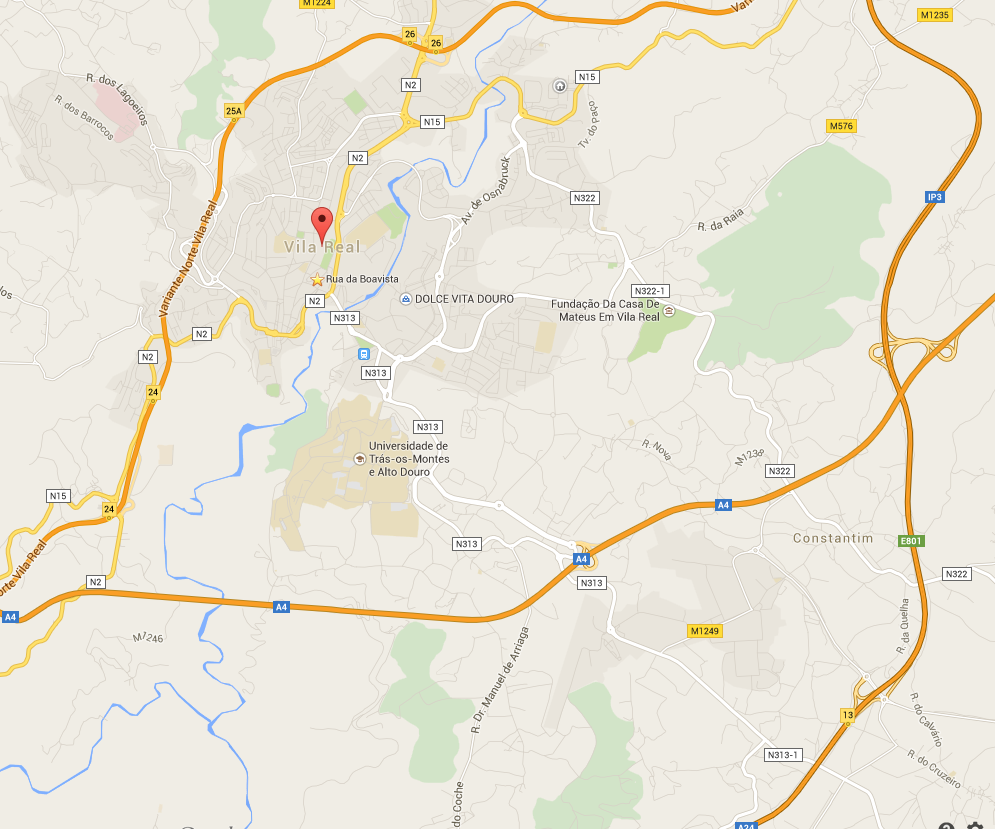 M1224
M1235
26
26
N2
N15
R. dos Lagoeiros
R. dos Barrocos
25A
N15
Tv. do Paço
M576
N2
Av. de Osnabruck
N322
IP3
Variante Norte Vila Real
R. da Raia
Vila Real
Rua da Boavista
N2
DOLCE VITA DOURO
N322-1
Fundação Da Casa De
Mateus Em Vila Real
N313
N2
N2
N313
24
N313
Universidade de
Trás-os-Montes
e Alto Douro
R. Nova
M1238
N322
N15
24
A4
N313
Constantim
E801
A4
N2
N313
N322
A4
A4
M1249
R. da Quelha
M1246
R. Dr. Manuel de Arriaga
13
R. do Calvário
N313-1
R. do Cruzeiro
do Coche
A24